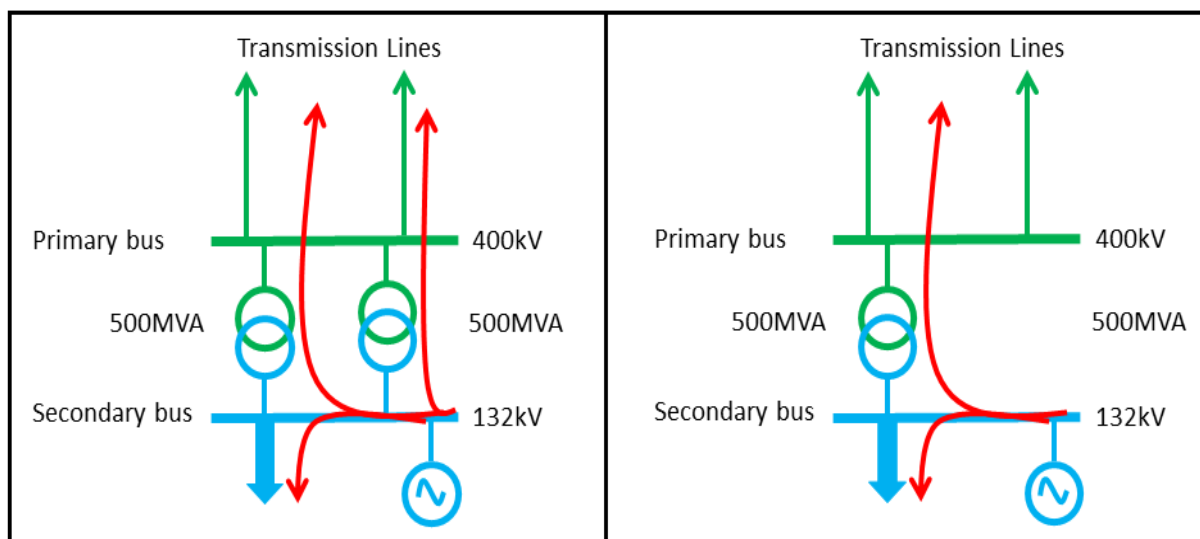 Transmission Lines
Primary bus
400kV
500MVA
500MVA
Secondary bus
132kV
Transmission Lines
Primary bus
400kV
500MVA
500MVA
Secondary bus
132kV